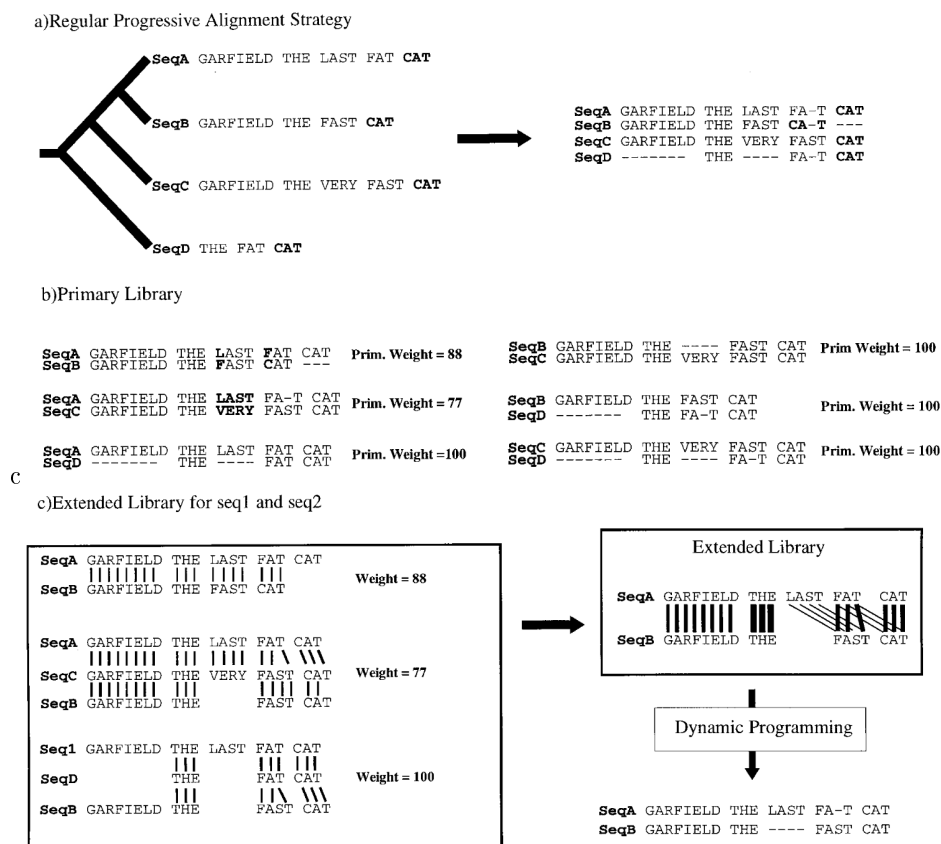 a)Regular Progressive Alignment Strategy
SeqA GARFIELD THE LAST FAT CAT
SeqB GARFIELD THE FAST CAT
SeqC GARFIELD THE VERY FAST CAT
SeqD THE FAT CAT
SeqA GARFIELD THE LAST FA-T CAT
SeqB GARFIELD THE FAST CA-T ---
SeqC GARFIELD THE VERY FAST CAT
SeqD ------- THE ---- FA-T CAT
b)Primary Library
SeqA GARFIELD THE LAST FAT CAT
SeqB GARFIELD THE FAST CAT ---
Prim. Weight = 88
SeqA GARFIELD THE LAST FA-T CAT
SeqC GARFIELD THE VERY FAST CAT
Prim. Weight = 77
SeqA GARFIELD THE LAST FAT CAT
SeqD ------- THE ---- FAT CAT
Prim. Weight =100
SeqB GARFIELD THE ---- FAST CAT
SeqC GARFIELD THE VERY FAST CAT
Prim Weight = 100
SeqB GARFIELD THE FAST CAT
SeqD ------- THE FA-T CAT
Prim. Weight = 100
SeqC GARFIELD THE VERY FAST CAT
SeqD ------- THE ---- FA-T CAT
Prim. Weight = 100
c
c)Extended Library for seq1 and seq2
SeqA GARFIELD THE LAST FAT CAT
SeqB GARFIELD THE FAST CAT
Weight = 88
SeqA GARFIELD THE LAST FAT CAT
SeqC GARFIELD THE VERY FAST CAT
SeqB GARFIELD THE FAST CAT
Weight = 77
Seq1 GARFIELD THE LAST FAT CAT
SeqD THE FAT CAT
SeqB GARFIELD THE FAST CAT
Weight = 100
Extended Library
SeqA GARFIELD THE LAST FAT CAT
SeqB GARFIELD THE FAST CAT
Dynamic Programming
SeqA GARFIELD THE LAST FA-T CAT
SeqB GARFIELD THE ---- FAST CAT